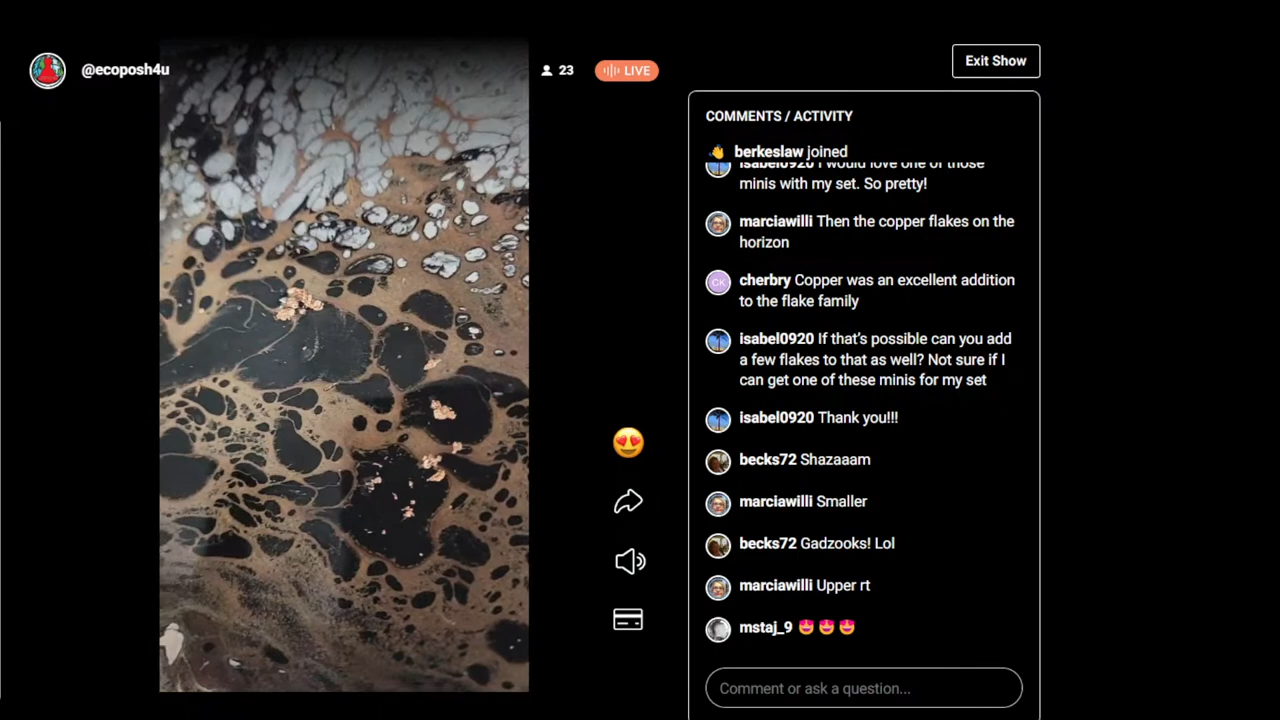 @ecoposh4u
23
LIVE
Exit Show
COMMENTS / ACTIVITY
berkeslaw joined
isabel0920 I would love one of those
minis with my set. So pretty!
marciawilli Then the copper flakes on the
horizon
CK
cherbry Copper was an excellent addition
to the flake family
isabel0920 If that's possible can you add
a few flakes to that as well? Not sure if I
can get one of these minis for my set
isabel0920 Thank you!!!
becks72 Shazaaam
marciawilli Smaller
becks72 Gadzooks! Lol
marciawilli Upper rt
mstaj_9 🤩🤩🤩
Comment or ask a question...